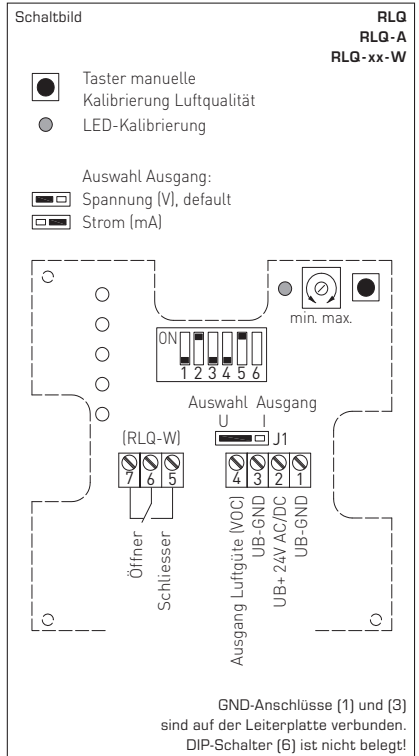 Schaltbild
RLQ
RLQ-A
RLQ-xx-W
Taster manuelle
Kalibrierung Luftqualität
LED-Kalibrierung
Auswahl Ausgang:
Spannung (V), default
Strom (mA)
min. max.
ON
1 2 3 4 5 6
Auswahl Ausgang
U I
(RLQ-W)
J1
7 6 5
4 3 2 1
Öffner
Schliesser
Ausgang Luftgüte (VOC)
UB-GND
UB+ 24V AC/DC
UB-GND
GND-Anschlüsse (1) und (3)
sind auf der Leiterplatte verbunden.
DIP-Schalter (6) ist nicht belegt!